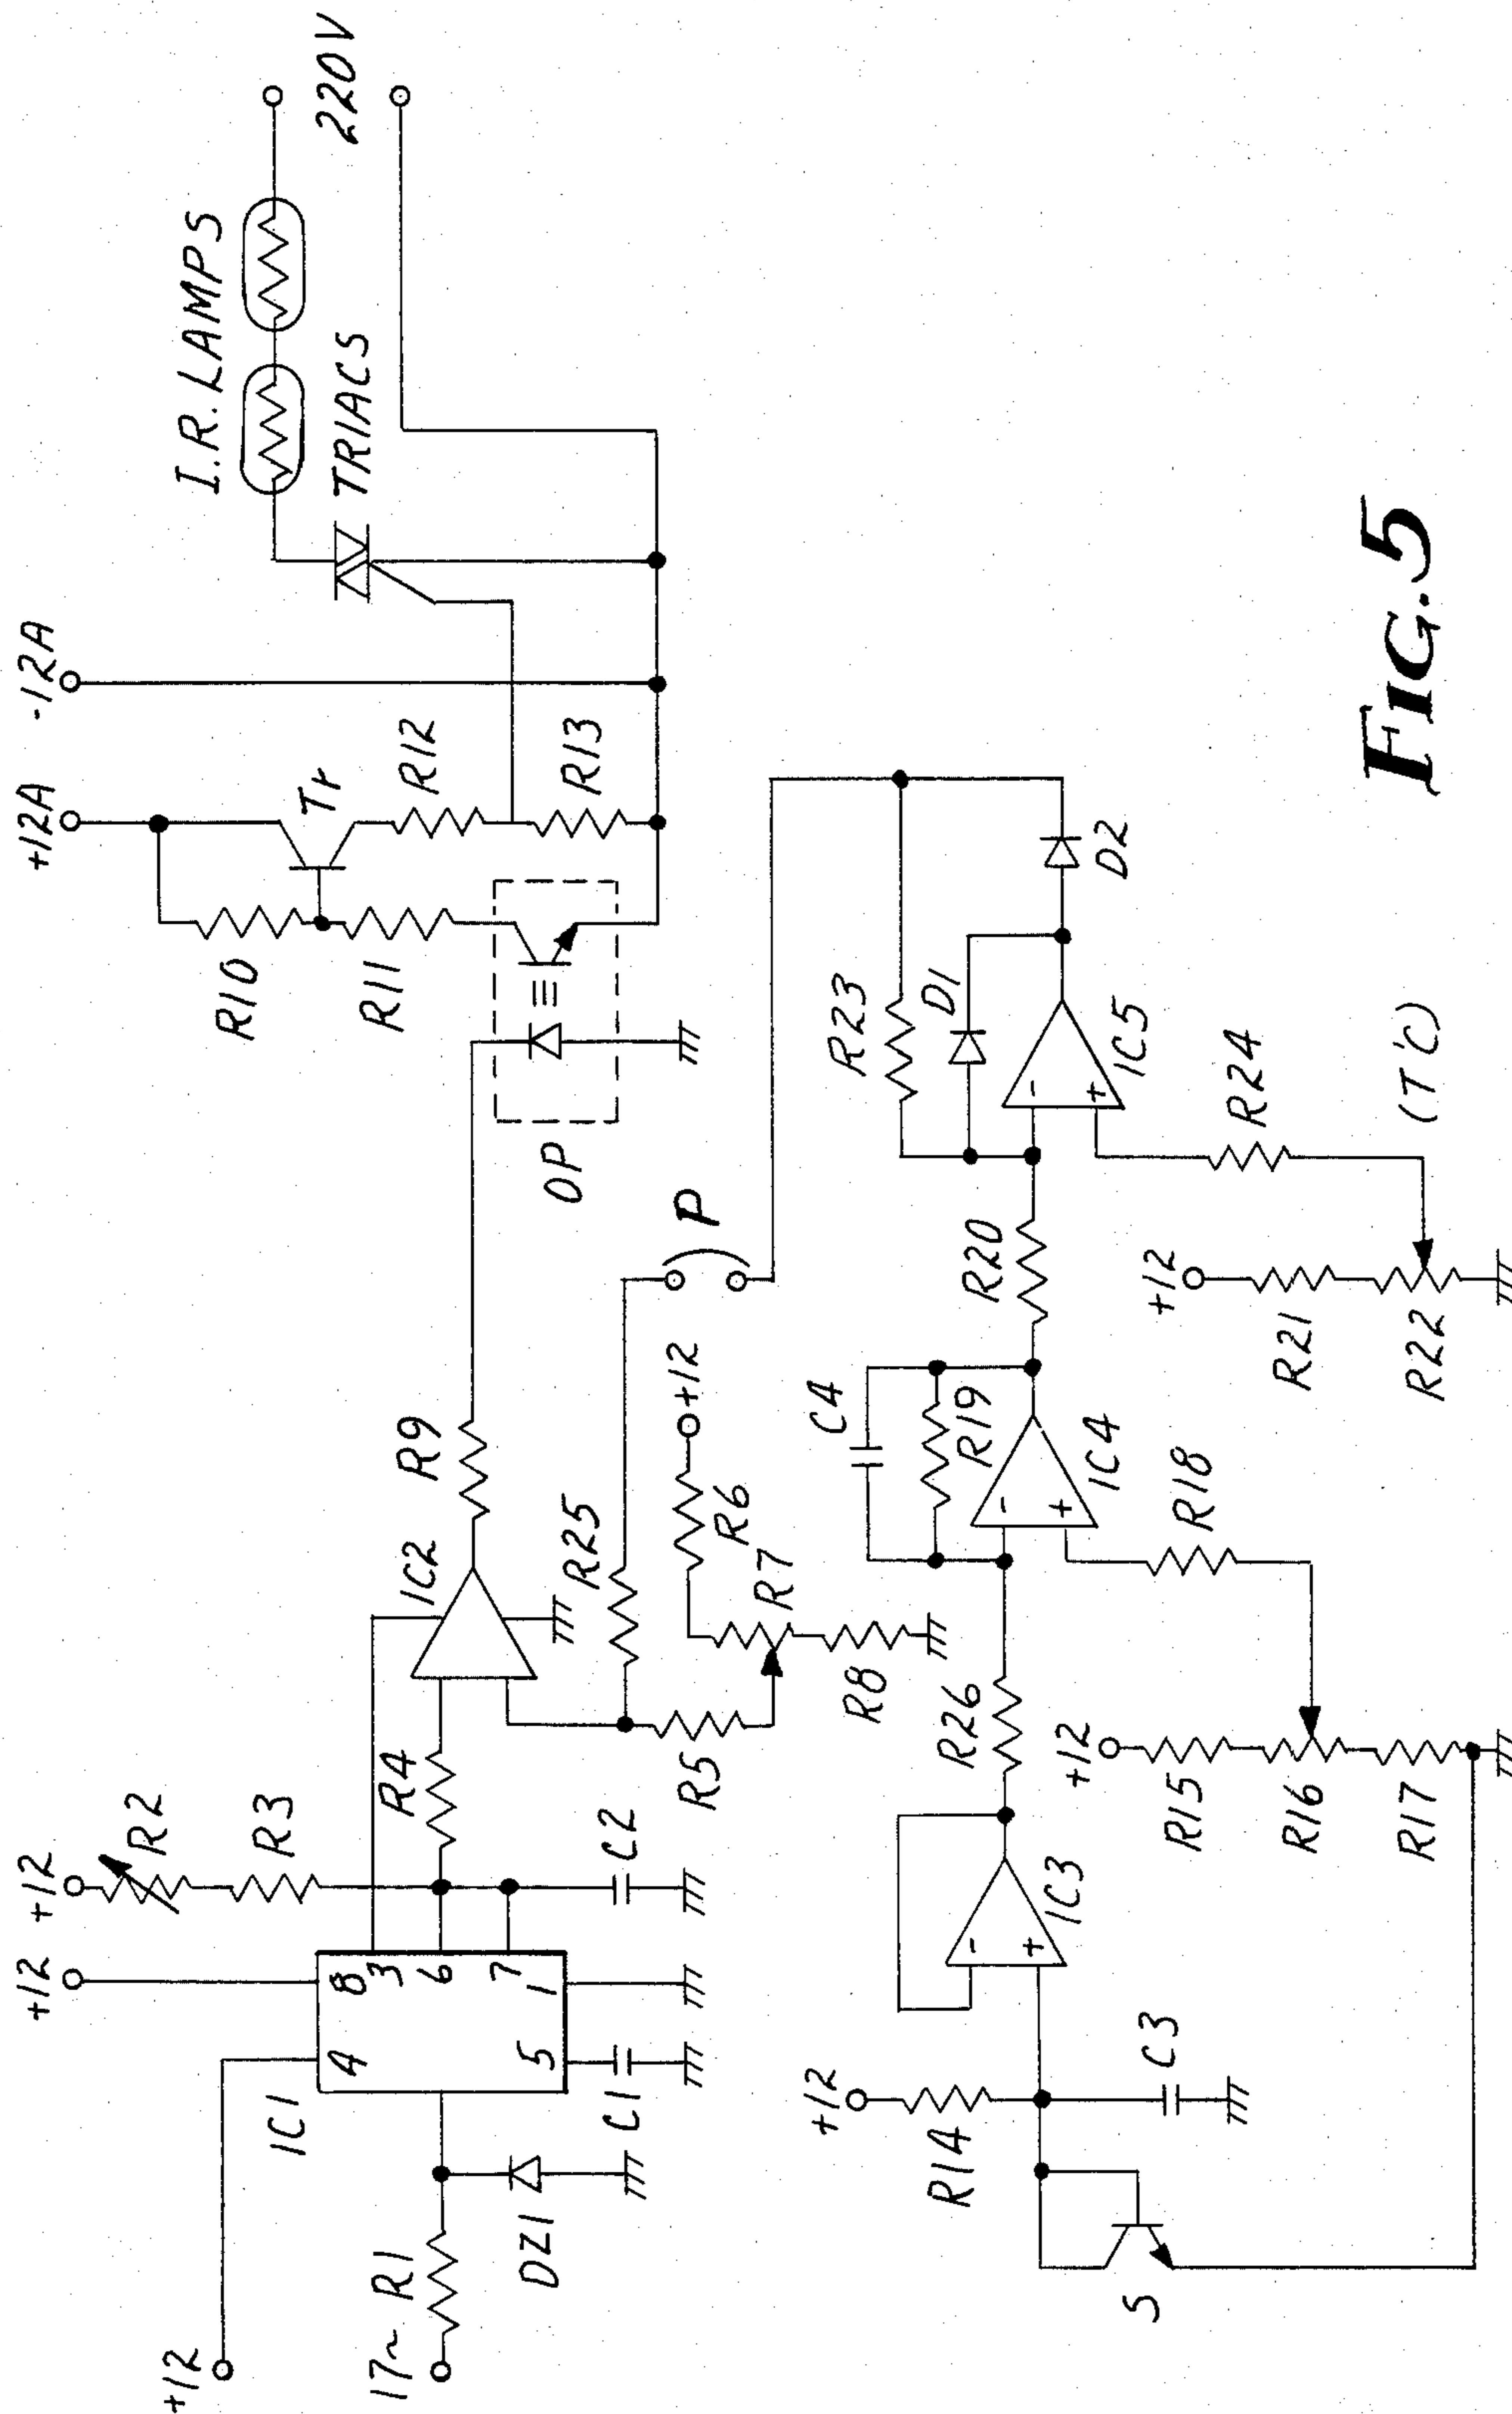 +12
17~
R1
DZ1
IC1
4
8
3
6
7
1
5
C1
+12
+12
R2
R3
C2
R4
IC2
R9
R5
R25
R6
+12
R7
R8
P
OP
R10
R11
+12A
-12A
Tr
R12
R13
TRIACS
I.R. LAMPS
220V
S
R14
+12
C3
-
+
IC3
R26
+12
R15
R16
R17
R18
-
+
IC4
R19
C4
R20
+12
R21
R22
R24
(T'C)
-
+
IC5
D1
R23
D2
FIG. 5